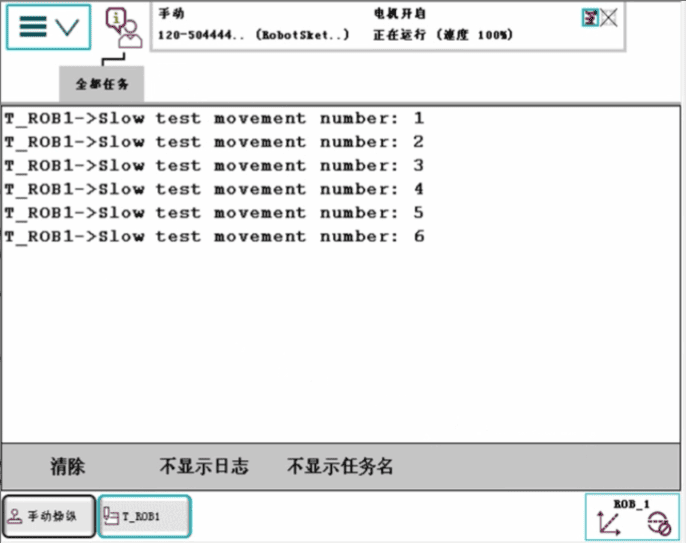 手动 电机开启
120-504444.. (RobotSket..) 正在运行 (速度 100%)
全部任务
T_ROB1->Slow test movement number: 1
T_ROB1->Slow test movement number: 2
T_ROB1->Slow test movement number: 3
T_ROB1->Slow test movement number: 4
T_ROB1->Slow test movement number: 5
T_ROB1->Slow test movement number: 6
清除 不显示日志 不显示任务名
手动操纵 T_ROB1 ROB_1